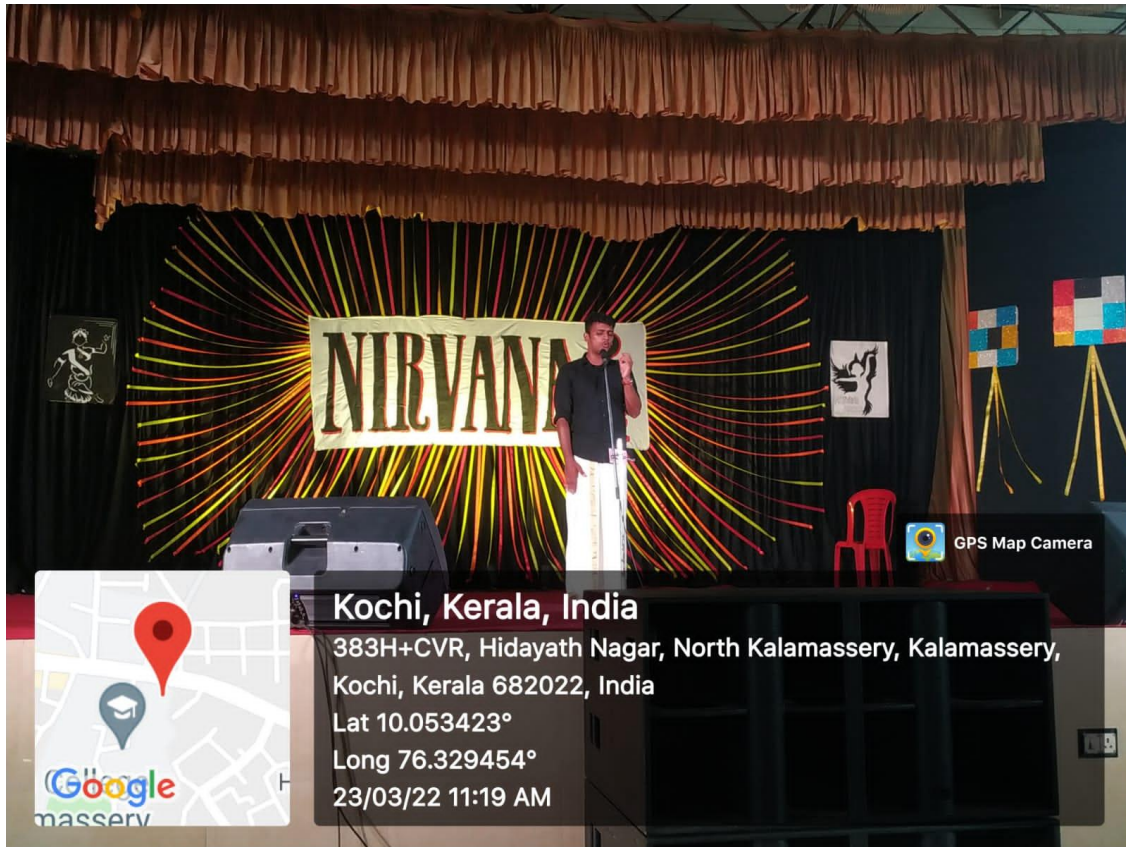 NIRVANA
GPS Map Camera
Kochi, Kerala, India
383H+CVR, Hidayath Nagar, North Kalamassery, Kalamassery,
Kochi, Kerala 682022, India
Lat 10.053423°
Long 76.329454°
23/03/22 11:19 AM
Google
massery